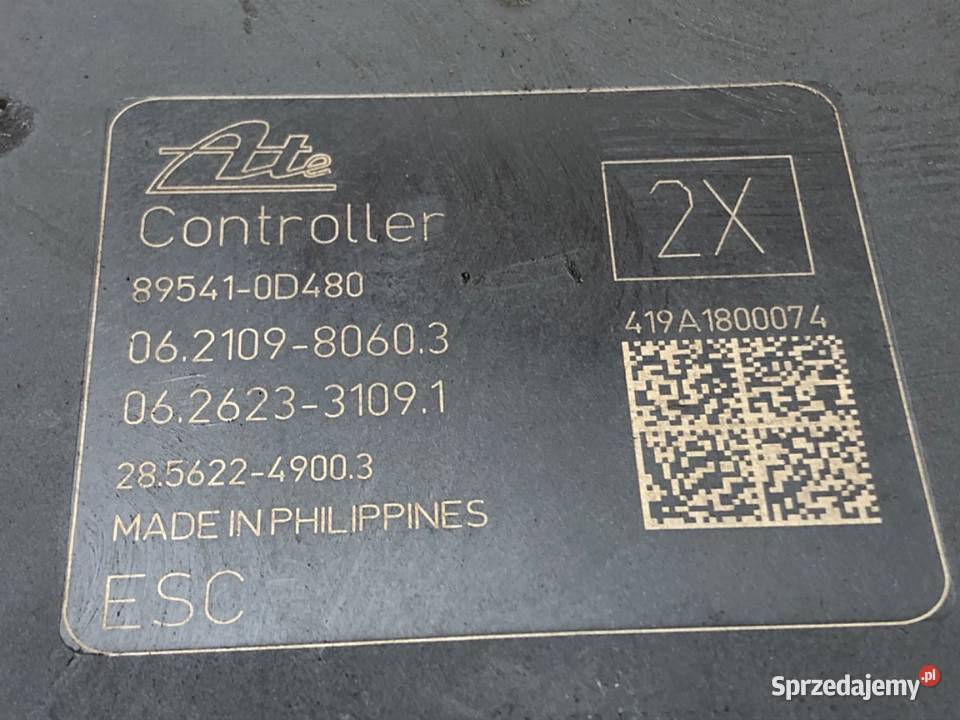 Ate
Controller
89541-0D480
06.2109-8060.3
06.2623-3109.1
28.5622-4900.3
MADE IN PHILIPPINES
ESC
2X
419A1800074
Sprzedajemy.pl